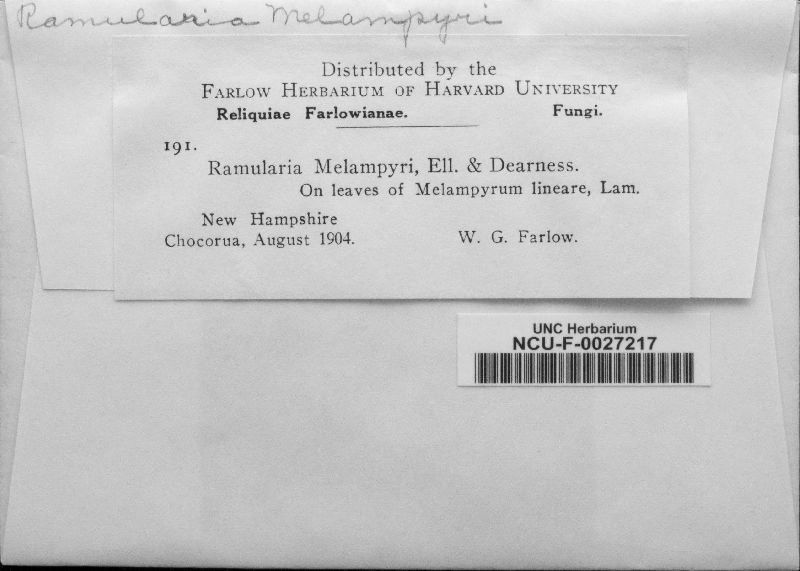 Ramularia Melampyri
Distributed by the
FARLOW HERBARIUM OF HARVARD UNIVERSITY
Reliquiae Farlowianae. Fungi.
191.
Ramularia Melampyri, Ell. & Dearness.
On leaves of Melampyrum lineare, Lam.
New Hampshire
Chocorua, August 1904. W. G. Farlow.
UNC Herbarium
NCU-F-0027217